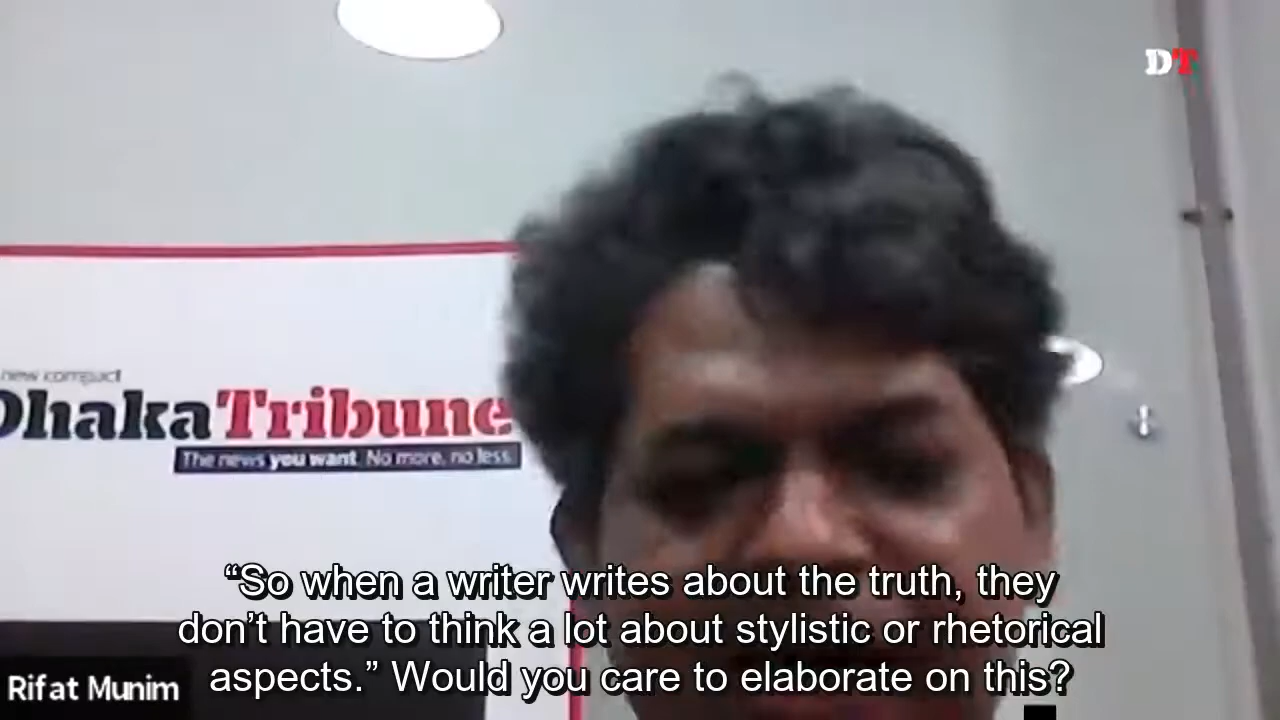 DT
new compact
DhakaTribune
The news you want. No more, no less.
“So when a writer writes about the truth, they
don’t have to think a lot about stylistic or rhetorical
aspects.” Would you care to elaborate on this?
Rifat Munim